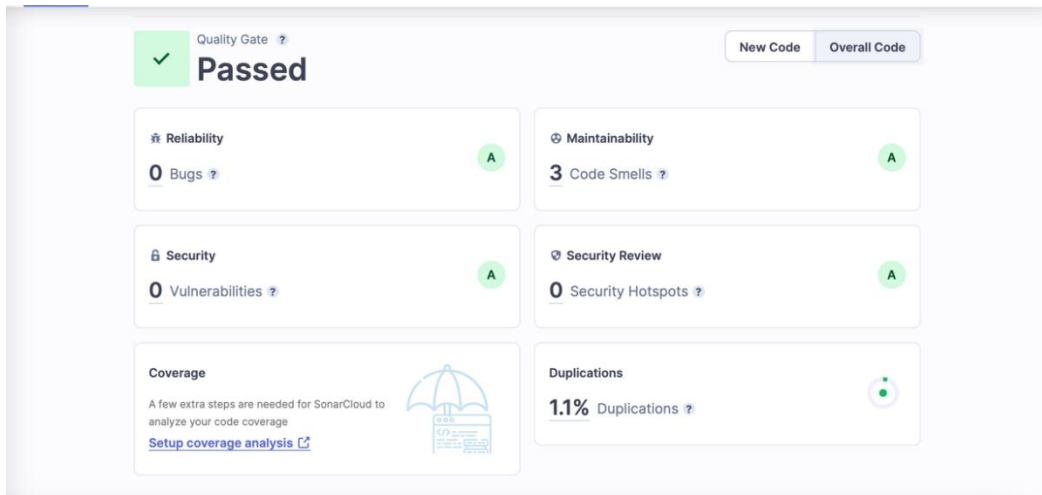 Quality Gate ?
Passed
New Code Overall Code
Reliability
0 Bugs ?
A
Maintainability
3 Code Smells ?
A
Security
0 Vulnerabilities ?
A
Security Review
0 Security Hotspots ?
A
Coverage
A few extra steps are needed for SonarCloud to
analyze your code coverage
Setup coverage analysis
Duplications
1.1% Duplications ?